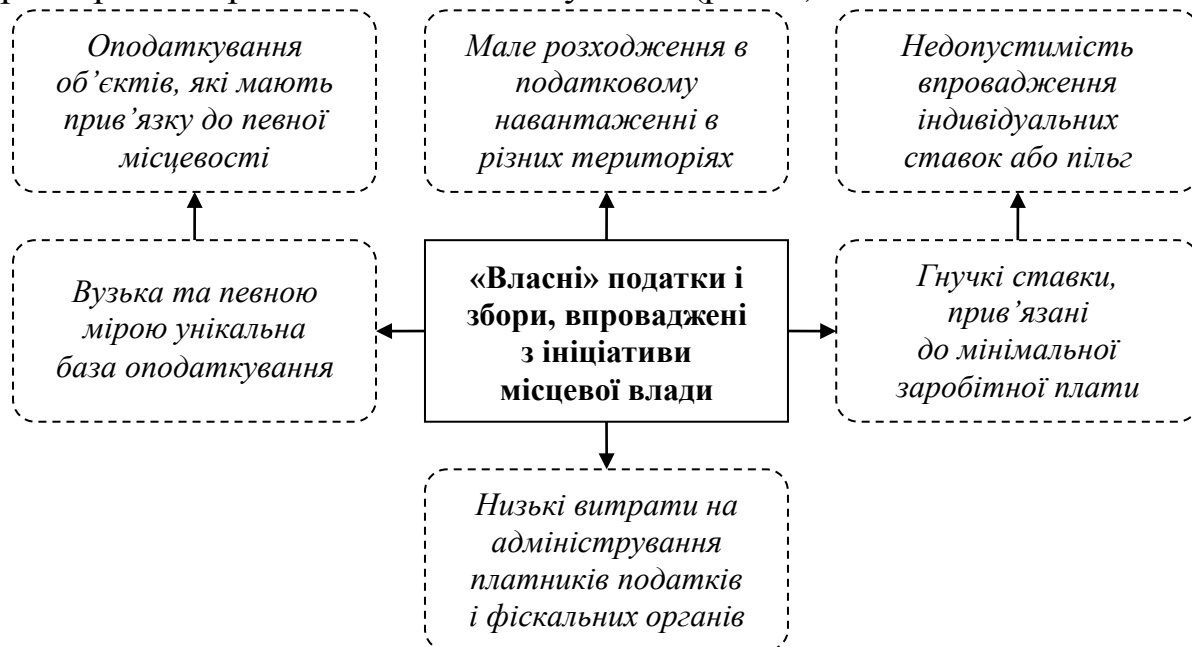 Оподаткування
об’єктів, які мають
прив’язку до певної
місцевості
Мале розходження в
податковому
навантаженні в
різних територіях
Недопустимість
впровадження
індивідуальних
ставок або пільг
Вузька та певною
мірою унікальна
база оподаткування
«Власні» податки і
збори, впроваджені
з ініціативи
місцевої влади
Гнучкі ставки,
прив’язані
до мінімальної
заробітної плати
Низькі витрати на
адміністрування
платників податків
і фіскальних органів